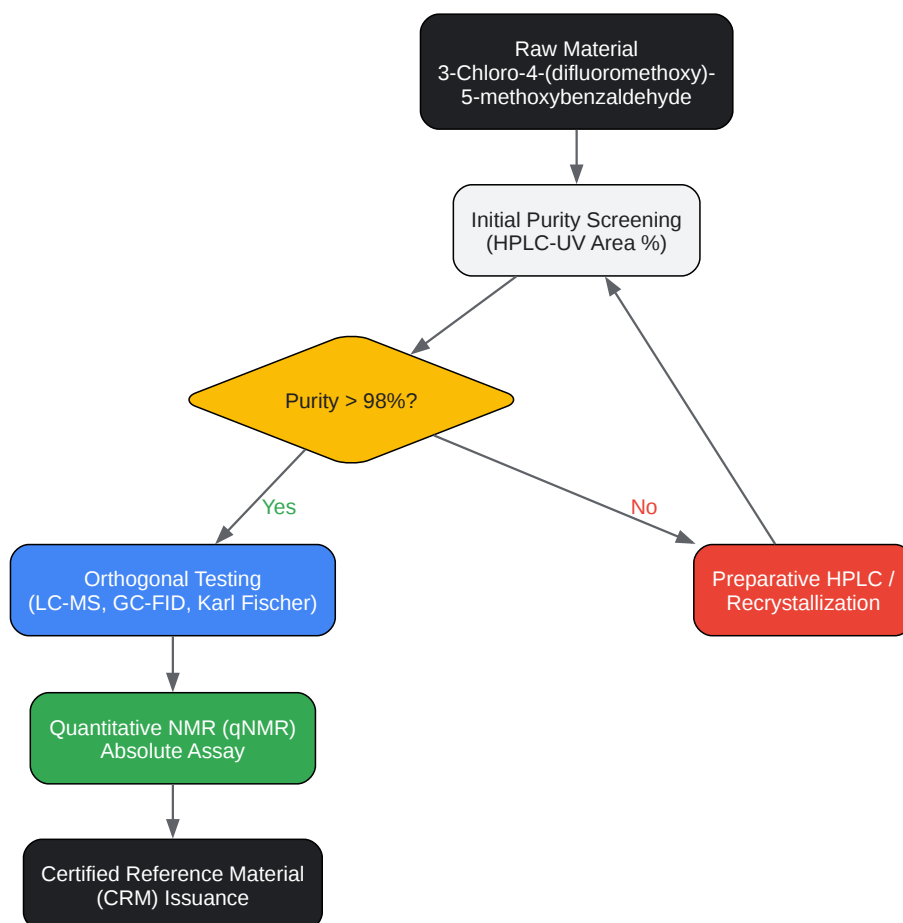 Raw Material
3-Chloro-4-(difluoromethoxy)-
5-methoxybenzaldehyde
Initial Purity Screening
(HPLC-UV Area %)
Purity > 98%?
Yes
No
Orthogonal Testing
(LC-MS, GC-FID, Karl Fischer)
Preparative HPLC /
Recrystallization
Quantitative NMR (qNMR)
Absolute Assay
Certified Reference Material
(CRM) Issuance